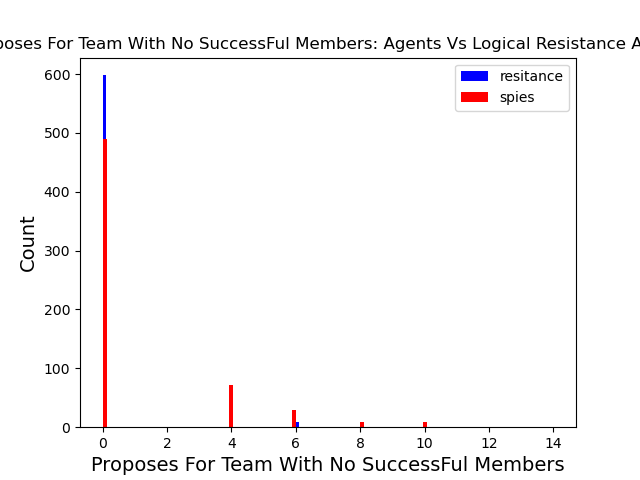 poses For Team With No SuccessFul Members: Agents Vs Logical Resistance A
resitance
spies
600
500
400
300
200
100
0
Count
0 2 4 6 8 10 12 14
Proposes For Team With No SuccessFul Members